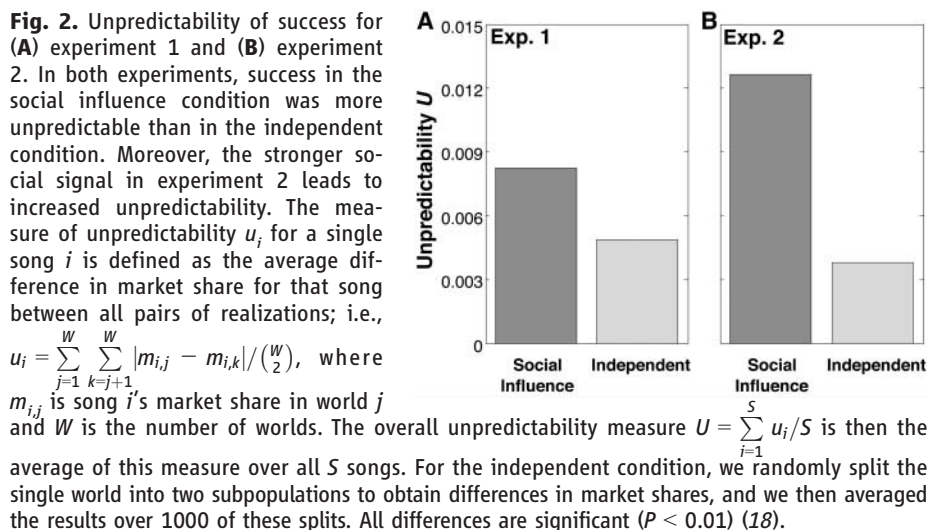 Fig. 2. Unpredictability of success for
(A) experiment 1 and (B) experiment
2. In both experiments, success in the
social influence condition was more
unpredictable than in the independent
condition. Moreover, the stronger so-
cial signal in experiment 2 leads to
increased unpredictability. The mea-
sure of unpredictability u_i for a single
song i is defined as the average dif-
ference in market share for that song
between all pairs of realizations; i.e.,
u_i = ∑_{j=1}^{W} ∑_{k=j+1}^{W} |m_{i,j} − m_{i,k}|/(W 2), where
m_{i,j} is song i's market share in world j
and W is the number of worlds. The overall unpredictability measure U = ∑_{i=1}^{S} u_i/S is then the
average of this measure over all S songs. For the independent condition, we randomly split the
single world into two subpopulations to obtain differences in market shares, and we then averaged
the results over 1000 of these splits. All differences are significant (P < 0.01) (18).
A
Exp. 1
Unpredictability U
0.015
0.012
0.009
0.006
0.003
0
Social
Influence
Independent
B
Exp. 2
Social
Influence
Independent